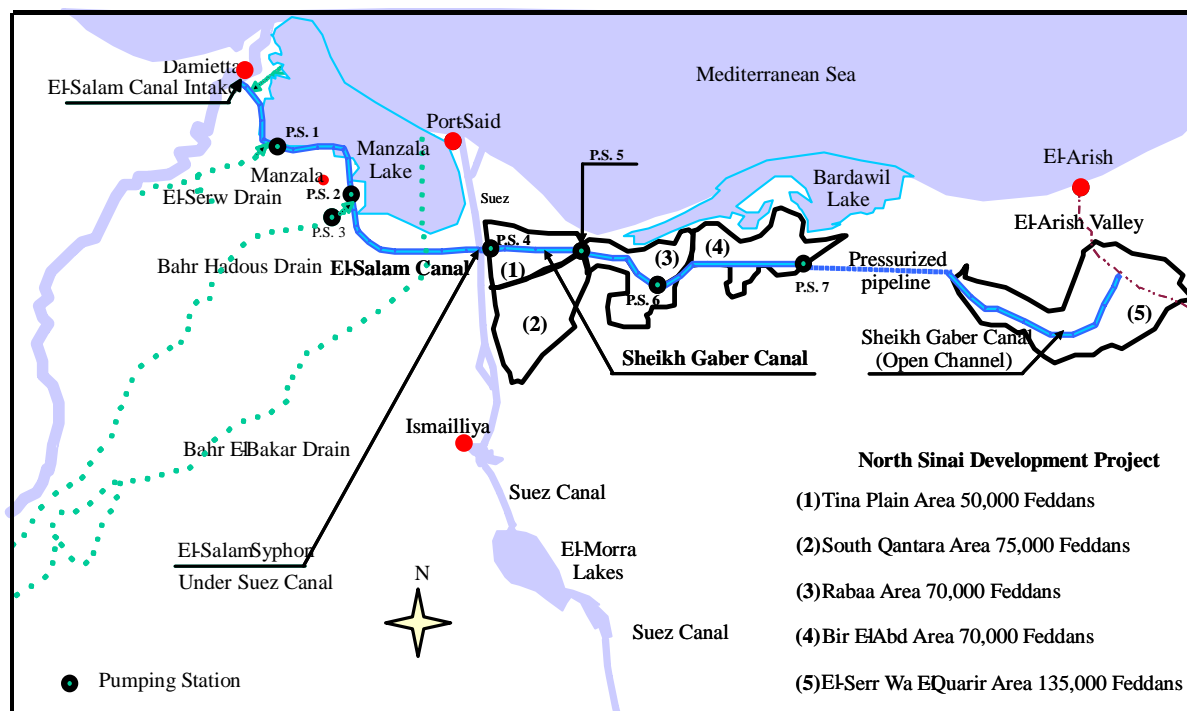 Mediterranean Sea
Damietta
El-Salam Canal Intake
Port-Said
P.S. 1
P.S. 5
Manzala
Lake
El-Arish
Manzala
El-Serw Drain
P.S. 2
Suez
Bardawil
Lake
P.S. 3
El-Arish Valley
P.S. 4
(4)
(3)
Bahr Hadous Drain
El-Salam Canal
(1)
Pressurized
pipeline
P.S. 6
P.S. 7
(5)
(2)
Sheikh Gaber Canal
Sheikh Gaber Canal
(Open Channel)
Ismailliya
Bahr El-Bakar Drain
North Sinai Development Project
Suez Canal
(1) Tina Plain Area 50,000 Feddans
El-Salam Syphon
Under Suez Canal
El-Morra
Lakes
(2) South Qantara Area 75,000 Feddans
N
(3) Rabaa Area 70,000 Feddans
Suez Canal
(4) Bir El-Abd Area 70,000 Feddans
Pumping Station
(5) El-Serr Wa El-Quarir Area 135,000 Feddans